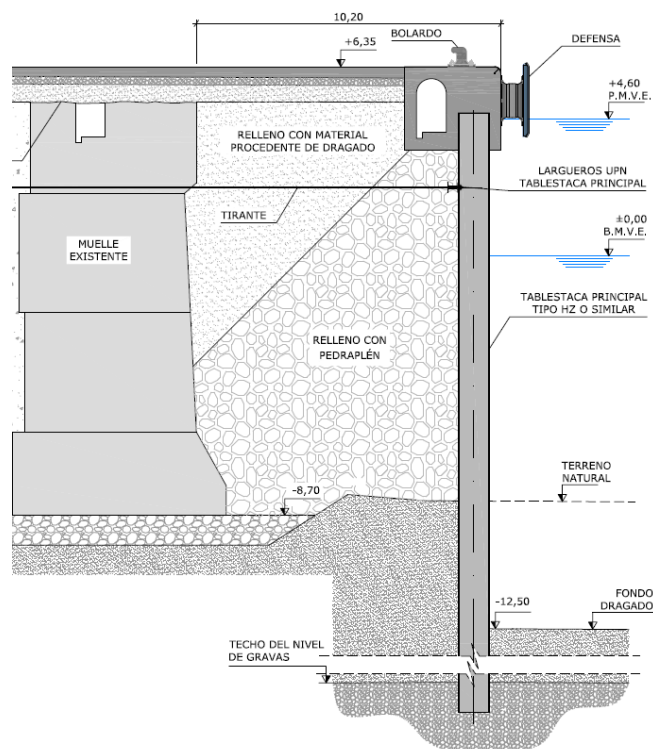 10,20
BOLARDO
DEFENSA
+6,35
+4,60
P.M.V.E.
RELLENO CON MATERIAL
PROCEDENTE DE DRAGADO
LARGUEROS UPN
TABLESTACA PRINCIPAL
TIRANTE
±0,00
B.M.V.E.
MUELLE
EXISTENTE
TABLESTACA PRINCIPAL
TIPO HZ O SIMILAR
RELLENO CON
PEDRAPLÉN
TERRENO
NATURAL
-8,70
-12,50
FONDO
DRAGADO
TECHO DEL NIVEL
DE GRAVAS